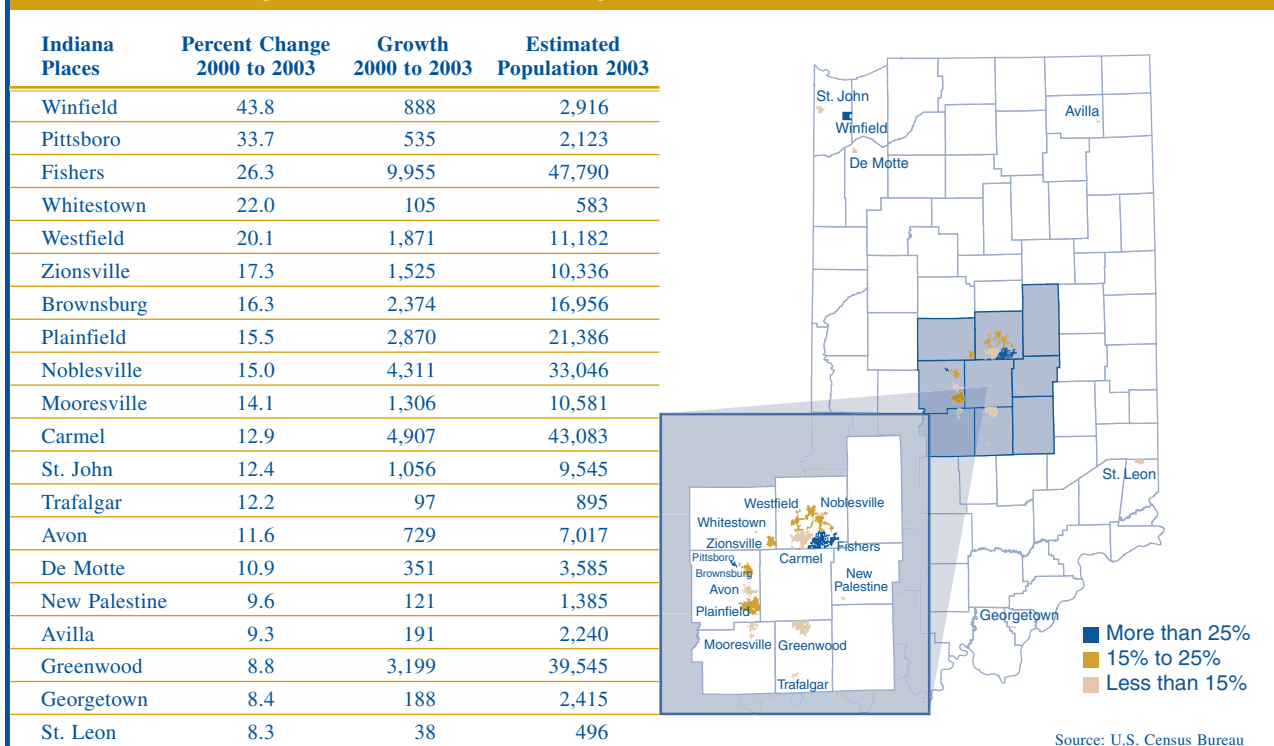 Indiana Places Percent Change 2000 to 2003 Growth 2000 to 2003 Estimated Population 2003
Winfield 43.8 888 2,916
Pittsboro 33.7 535 2,123
Fishers 26.3 9,955 47,790
Whitestown 22.0 105 583
Westfield 20.1 1,871 11,182
Zionsville 17.3 1,525 10,336
Brownsburg 16.3 2,374 16,956
Plainfield 15.5 2,870 21,386
Noblesville 15.0 4,311 33,046
Mooresville 14.1 1,306 10,581
Carmel 12.9 4,907 43,083
St. John 12.4 1,056 9,545
Trafalgar 12.2 97 895
Avon 11.6 729 7,017
De Motte 10.9 351 3,585
New Palestine 9.6 121 1,385
Avilla 9.3 191 2,240
Greenwood 8.8 3,199 39,545
Georgetown 8.4 188 2,415
St. Leon 8.3 38 496
St. John
Winfield
De Motte
Avilla
St. Leon
Georgetown
Westfield
Noblesville
Whitestown
Zionsville
Fishers
Pittsboro
Carmel
Brownsburg
New
Palestine
Avon
Plainfield
Mooresville
Greenwood
Trafalgar
More than 25%
15% to 25%
Less than 15%
Source: U.S. Census Bureau